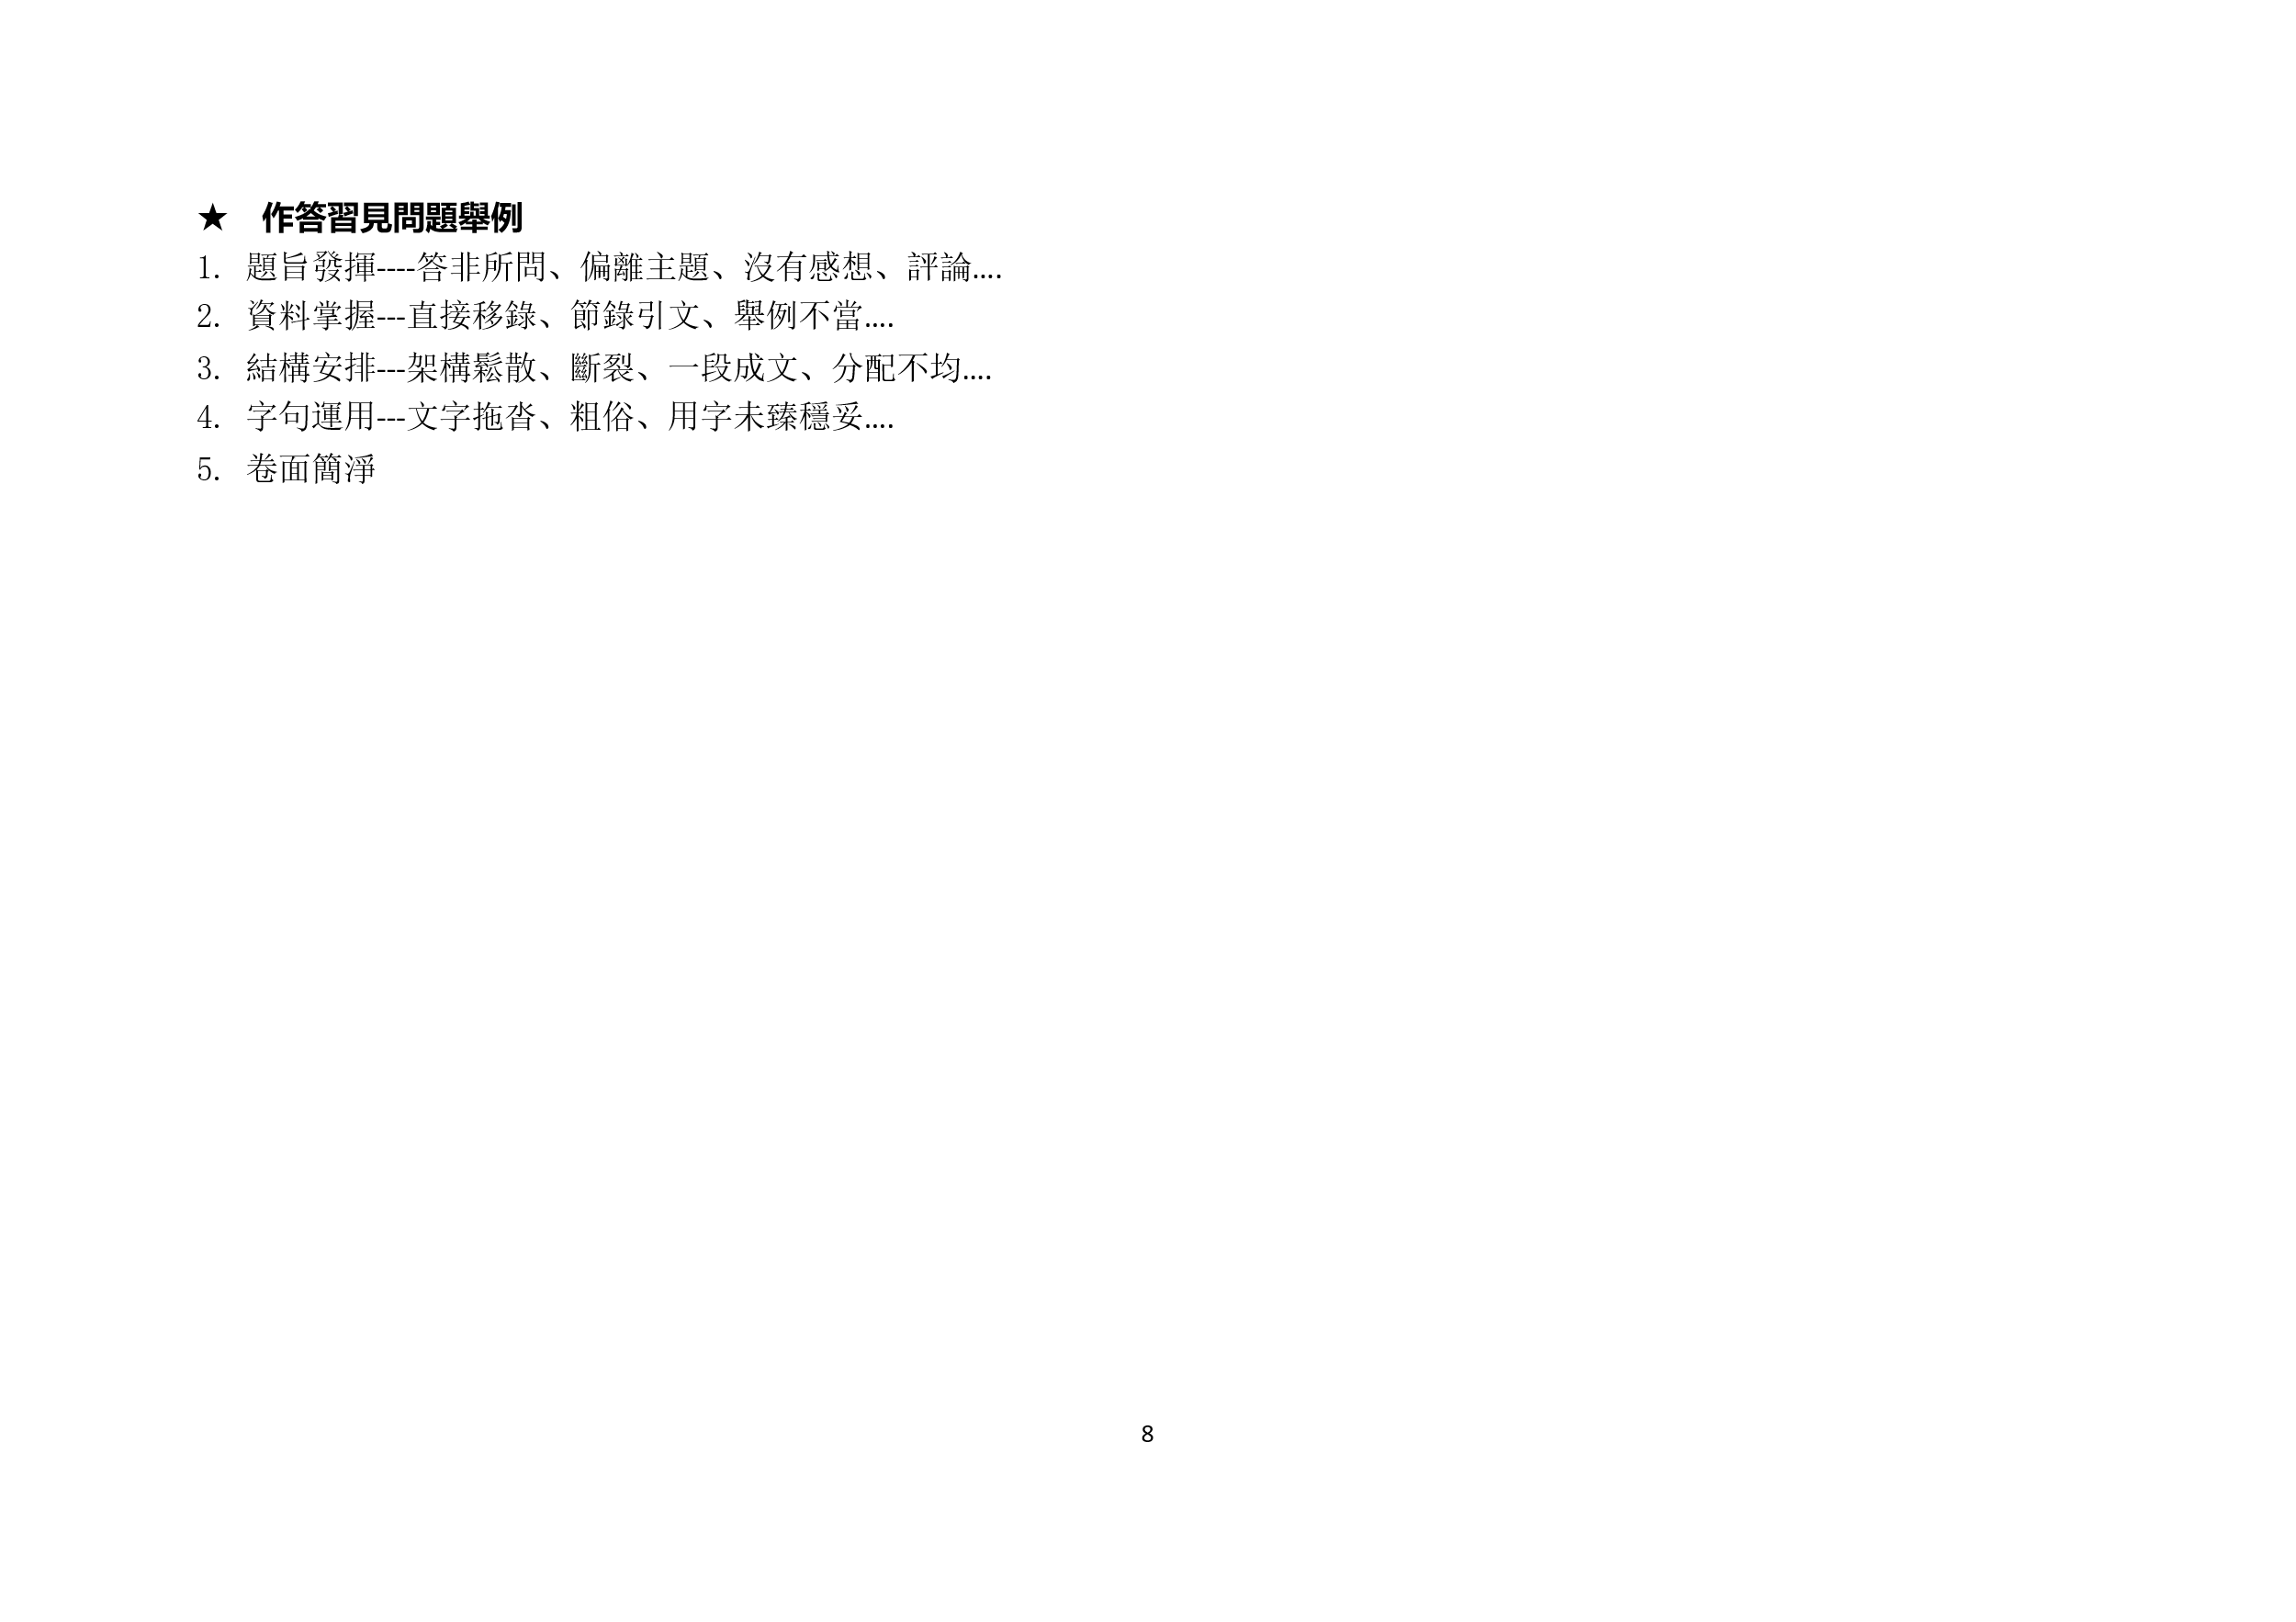 ★ 作答習見問題舉例
1. 題旨發揮----答非所問、偏離主題、沒有感想、評論....
2. 資料掌握---直接移錄、節錄引文、舉例不當....
3. 結構安排---架構鬆散、斷裂、一段成文、分配不均....
4. 字句運用---文字拖沓、粗俗、用字未臻穩妥....
5. 卷面簡淨
8